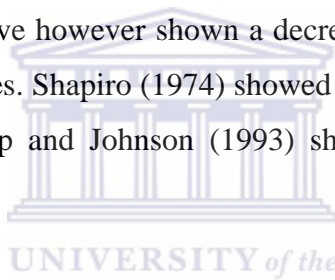 ve however shown a decre
es. Shapiro (1974) showed
p and Johnson (1993) sh
UNIVERSITY of the